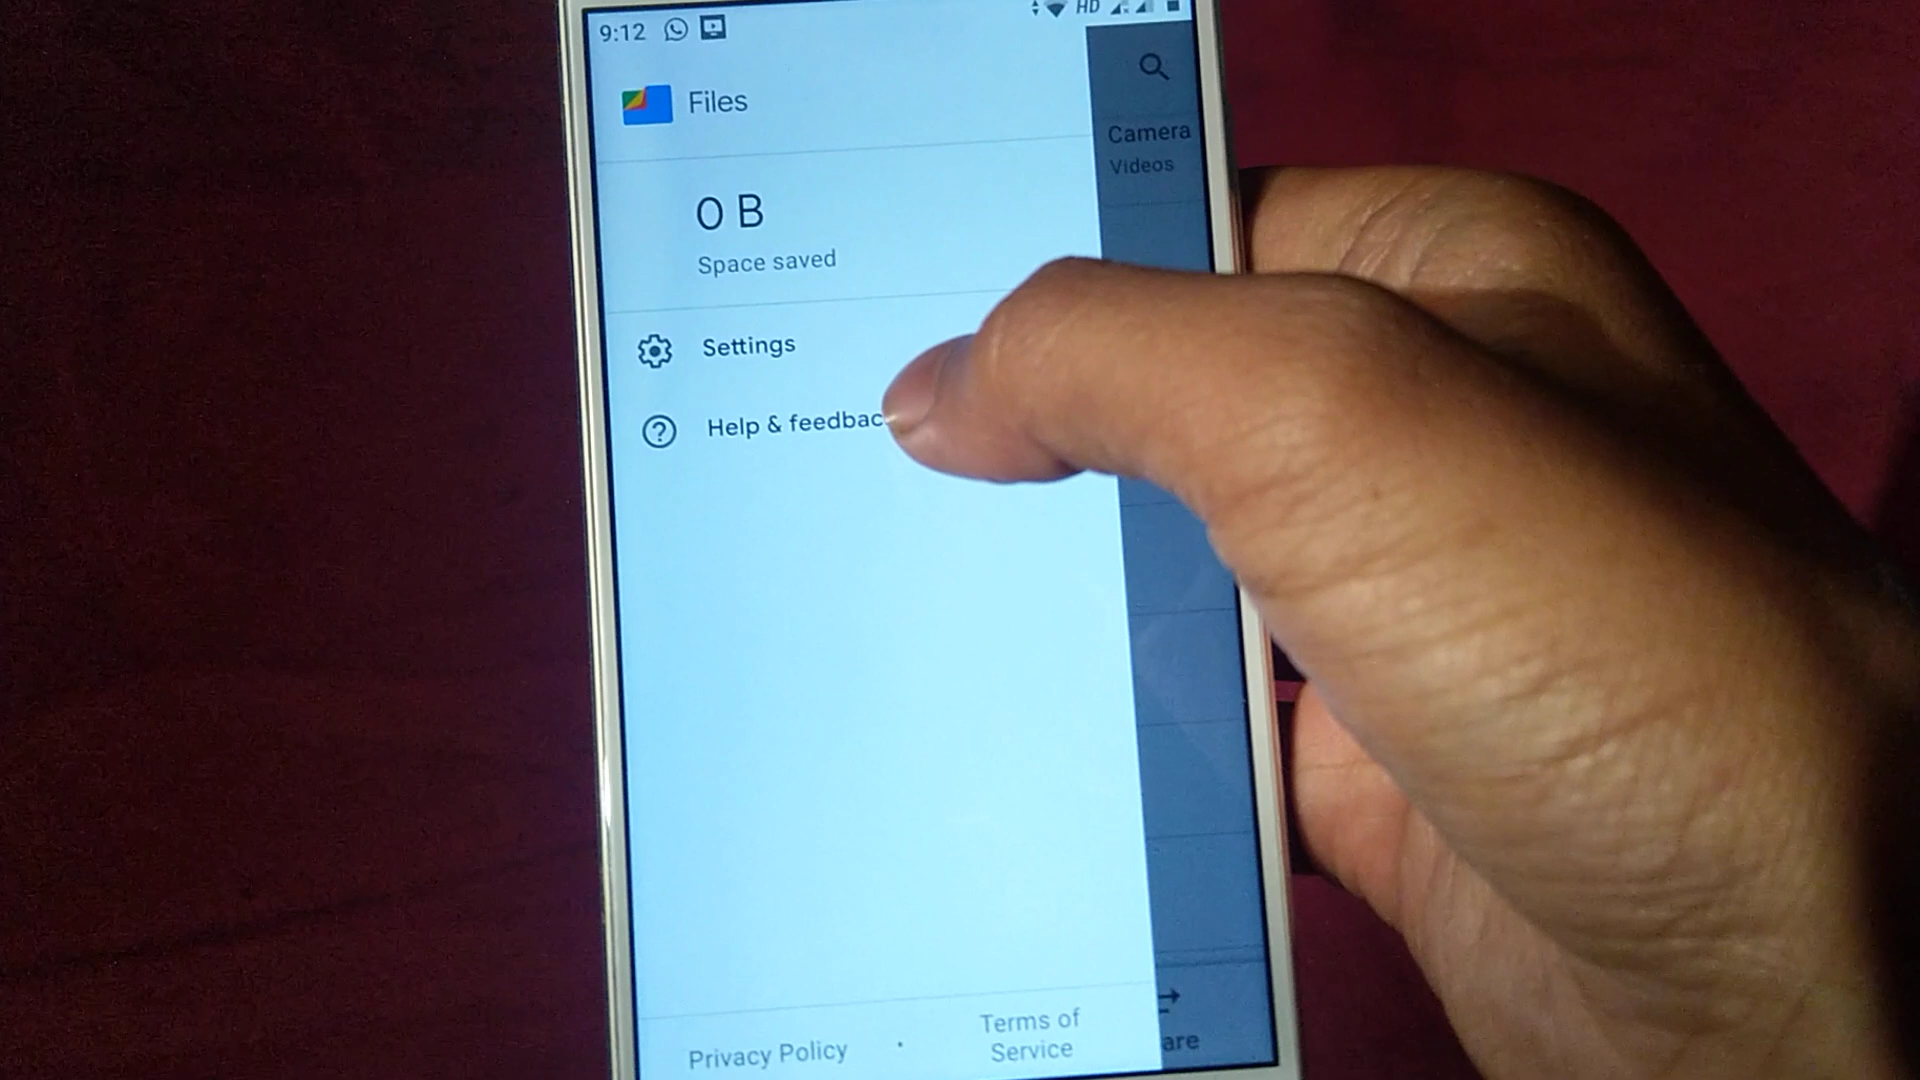 9:12
HD
Files
Camera
Videos
0 B
Space saved
Settings
Help & feedbac
Privacy Policy
·
Terms of
Service
are